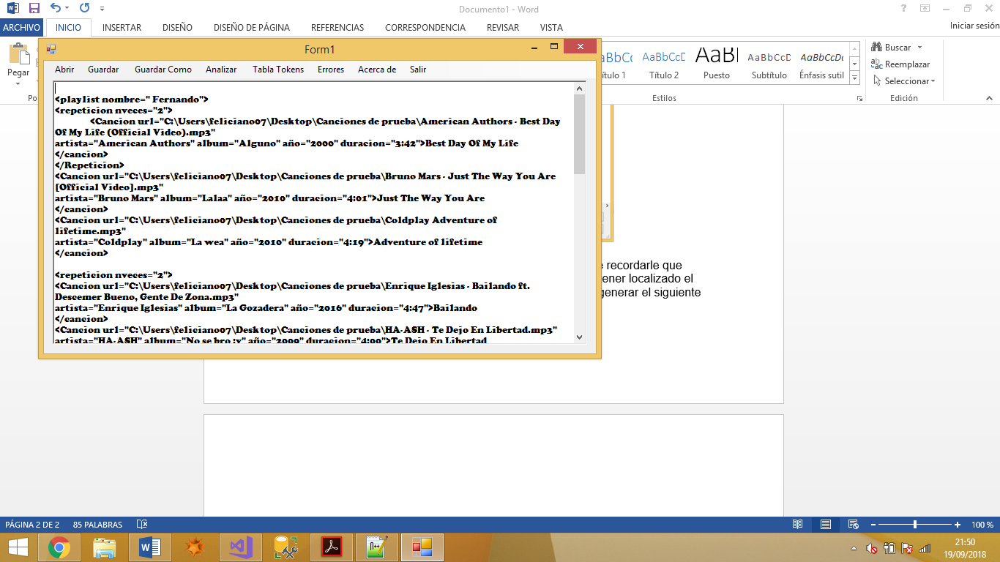 Documento1 - Word
ARCHIVO INICIO INSERTAR DISEÑO DISEÑO DE PÁGINA REFERENCIAS CORRESPONDENCIA REVISAR VISTA Iniciar sesión
Pegar
Po
Form1
Abrir Guardar Guardar Como Analizar Tabla Tokens Errores Acerca de Salir
<playlist nombre=" Fernando">
<repeticion nveces="2">
<Cancion url="C:\Users\feliciano07\Desktop\Canciones de prueba\American Authors - Best Day
Of My Life (Official Video).mp3"
artista="American Authors" album="Alguno" año="2000" duracion="3:42">Best Day Of My Life
</cancion>
</Repeticion>
<Cancion url="C:\Users\feliciano07\Desktop\Canciones de prueba\Bruno Mars - Just The Way You Are
[Official Video].mp3"
artista="Bruno Mars" album="Lalaa" año="2010" duracion="4:01">Just The Way You Are
</cancion>
<Cancion url="C:\Users\feliciano07\Desktop\Canciones de prueba\Coldplay Adventure of
lifetime.mp3"
artista="Coldplay" album="La wea" año="2010" duracion="4:19">Adventure of lifetime
</cancion>
<repeticion nveces="2">
<Cancion url="C:\Users\feliciano07\Desktop\Canciones de prueba\Enrique Iglesias - Bailando ft.
Descemer Bueno, Gente De Zona.mp3"
artista="Enrique Iglesias" album="La Gozadera" año="2016" duracion="4:47">Bailando
</cancion>
<Cancion url="C:\Users\feliciano07\Desktop\Canciones de prueba\HA-ASH - Te Dejo En Libertad.mp3"
artista="HA-ASH" album="No se bro :v" año="2009" duracion="4:00">Te Dejo En Libertad
aBbCc AaBbCcD AaB AaBbCcD AaBbCcDc
ítulo 1 Título 2 Puesto Subtítulo Énfasis sutil
Estilos
Buscar
Reemplazar
Seleccionar
Edición
e recordarle que
ener localizado el
generar el siguiente
PÁGINA 2 DE 2 85 PALABRAS 100 %
21:50
19/09/2018